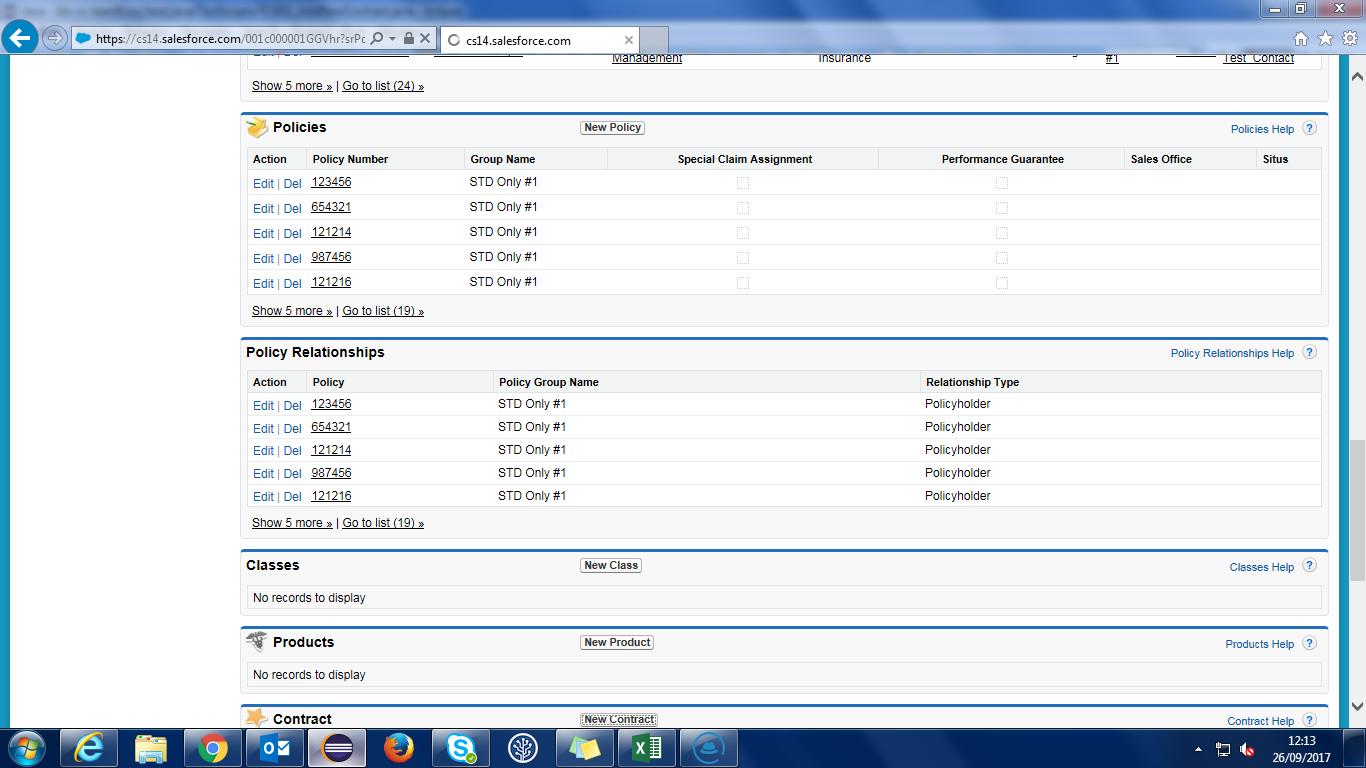 https://cs14.salesforce.com/001c000001GGVhr?srPc
cs14.salesforce.com
Management Insurance #1 Test Contact
Show 5 more » | Go to list (24) »
Policies New Policy Policies Help ?
Action Policy Number Group Name Special Claim Assignment Performance Guarantee Sales Office Situs
Edit | Del 123456 STD Only #1
Edit | Del 654321 STD Only #1
Edit | Del 121214 STD Only #1
Edit | Del 987456 STD Only #1
Edit | Del 121216 STD Only #1
Show 5 more » | Go to list (19) »
Policy Relationships Policy Relationships Help ?
Action Policy Policy Group Name Relationship Type
Edit | Del 123456 STD Only #1 Policyholder
Edit | Del 654321 STD Only #1 Policyholder
Edit | Del 121214 STD Only #1 Policyholder
Edit | Del 987456 STD Only #1 Policyholder
Edit | Del 121216 STD Only #1 Policyholder
Show 5 more » | Go to list (19) »
Classes New Class Classes Help ?
No records to display
Products New Product Products Help ?
No records to display
Contract New Contract Contract Help ?
12:13
26/09/2017